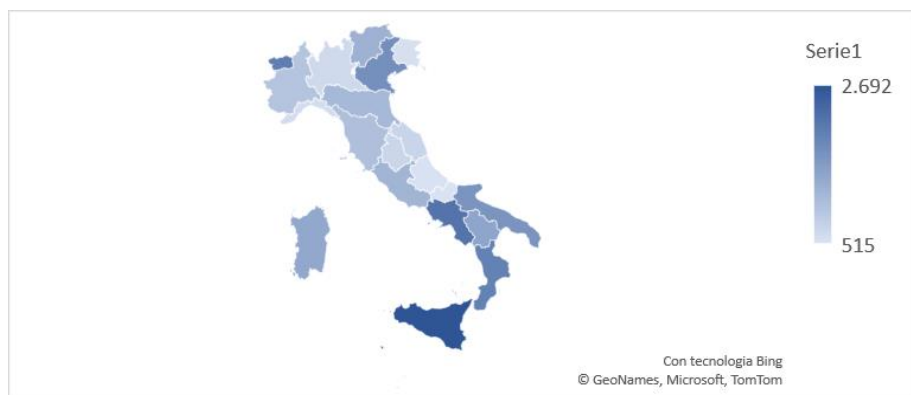 Serie1
2.692
515
Con tecnologia Bing
© GeoNames, Microsoft, TomTom